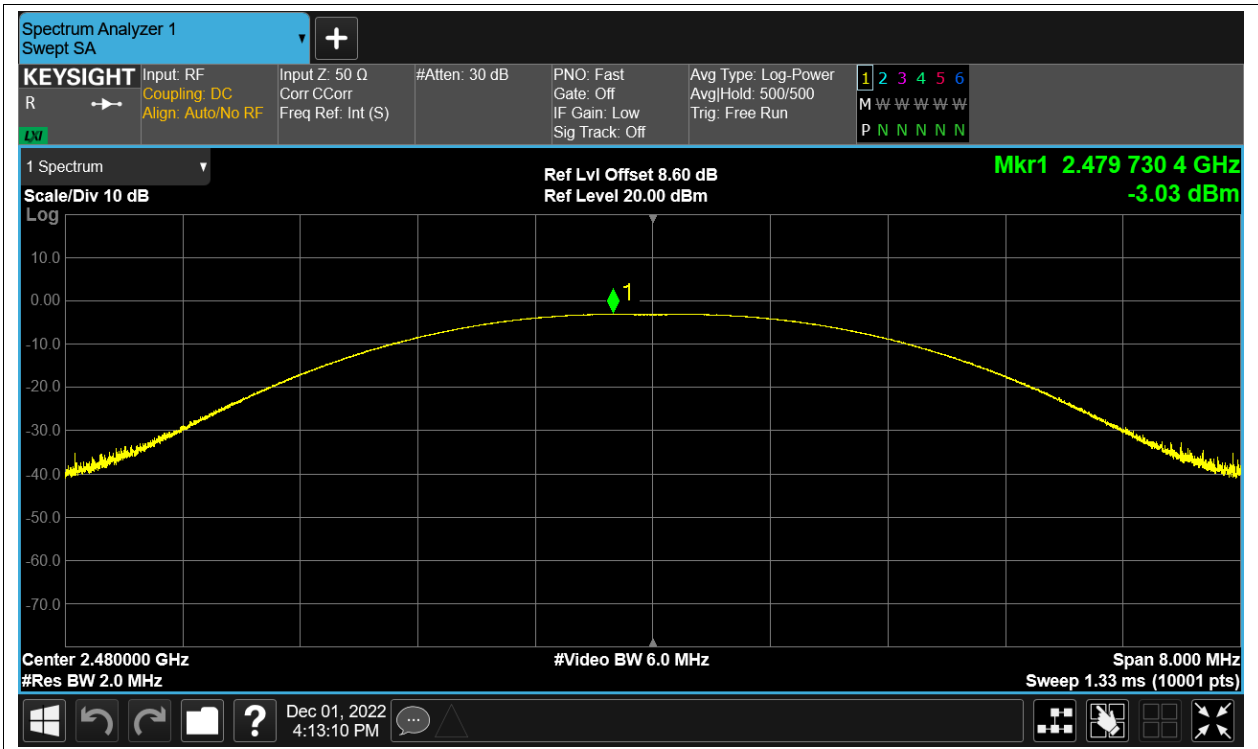 Spectrum Analyzer 1
Swept SA
KEYSIGHT
R
LXI
Input: RF
Coupling: DC
Align: Auto/No RF
Input Z: 50 Ω
Corr CCorr
Freq Ref: Int (S)
#Atten: 30 dB
PNO: Fast
Gate: Off
IF Gain: Low
Sig Track: Off
Avg Type: Log-Power
Avg|Hold: 500/500
Trig: Free Run
1 2 3 4 5 6
M W W W W W
P N N N N N
1 Spectrum
Scale/Div 10 dB
Log
Ref Lvl Offset 8.60 dB
Ref Level 20.00 dBm
Mkr1 2.479 730 4 GHz
-3.03 dBm
10.0
0.00
-10.0
-20.0
-30.0
-40.0
-50.0
-60.0
-70.0
1
Center 2.480000 GHz
#Res BW 2.0 MHz
#Video BW 6.0 MHz
Span 8.000 MHz
Sweep 1.33 ms (10001 pts)
?
Dec 01, 2022
4:13:10 PM